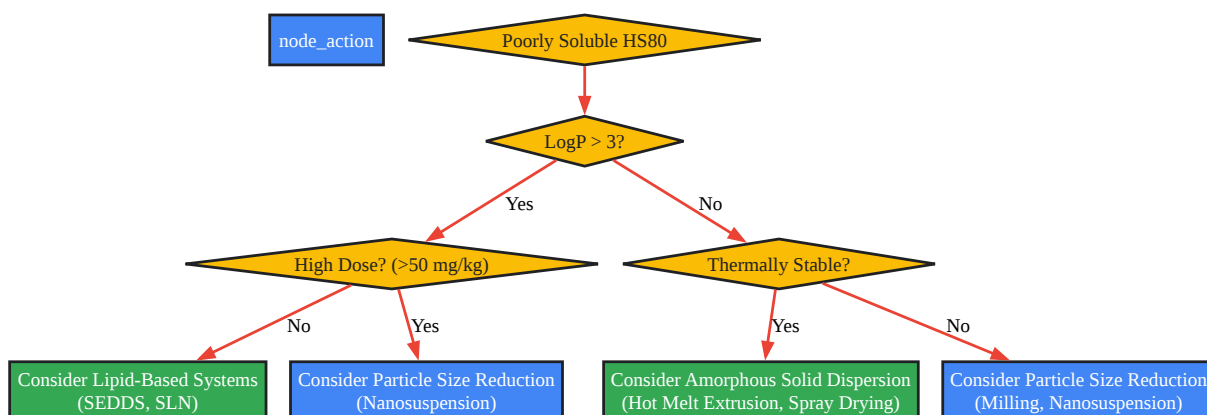 node_action
Poorly Soluble HS80
LogP > 3?
Yes
No
High Dose? (>50 mg/kg)
Thermally Stable?
No
Yes
Yes
No
Consider Lipid-Based Systems
(SEDDS, SLN)
Consider Particle Size Reduction
(Nanosuspension)
Consider Amorphous Solid Dispersion
(Hot Melt Extrusion, Spray Drying)
Consider Particle Size Reduction
(Milling, Nanosuspension)